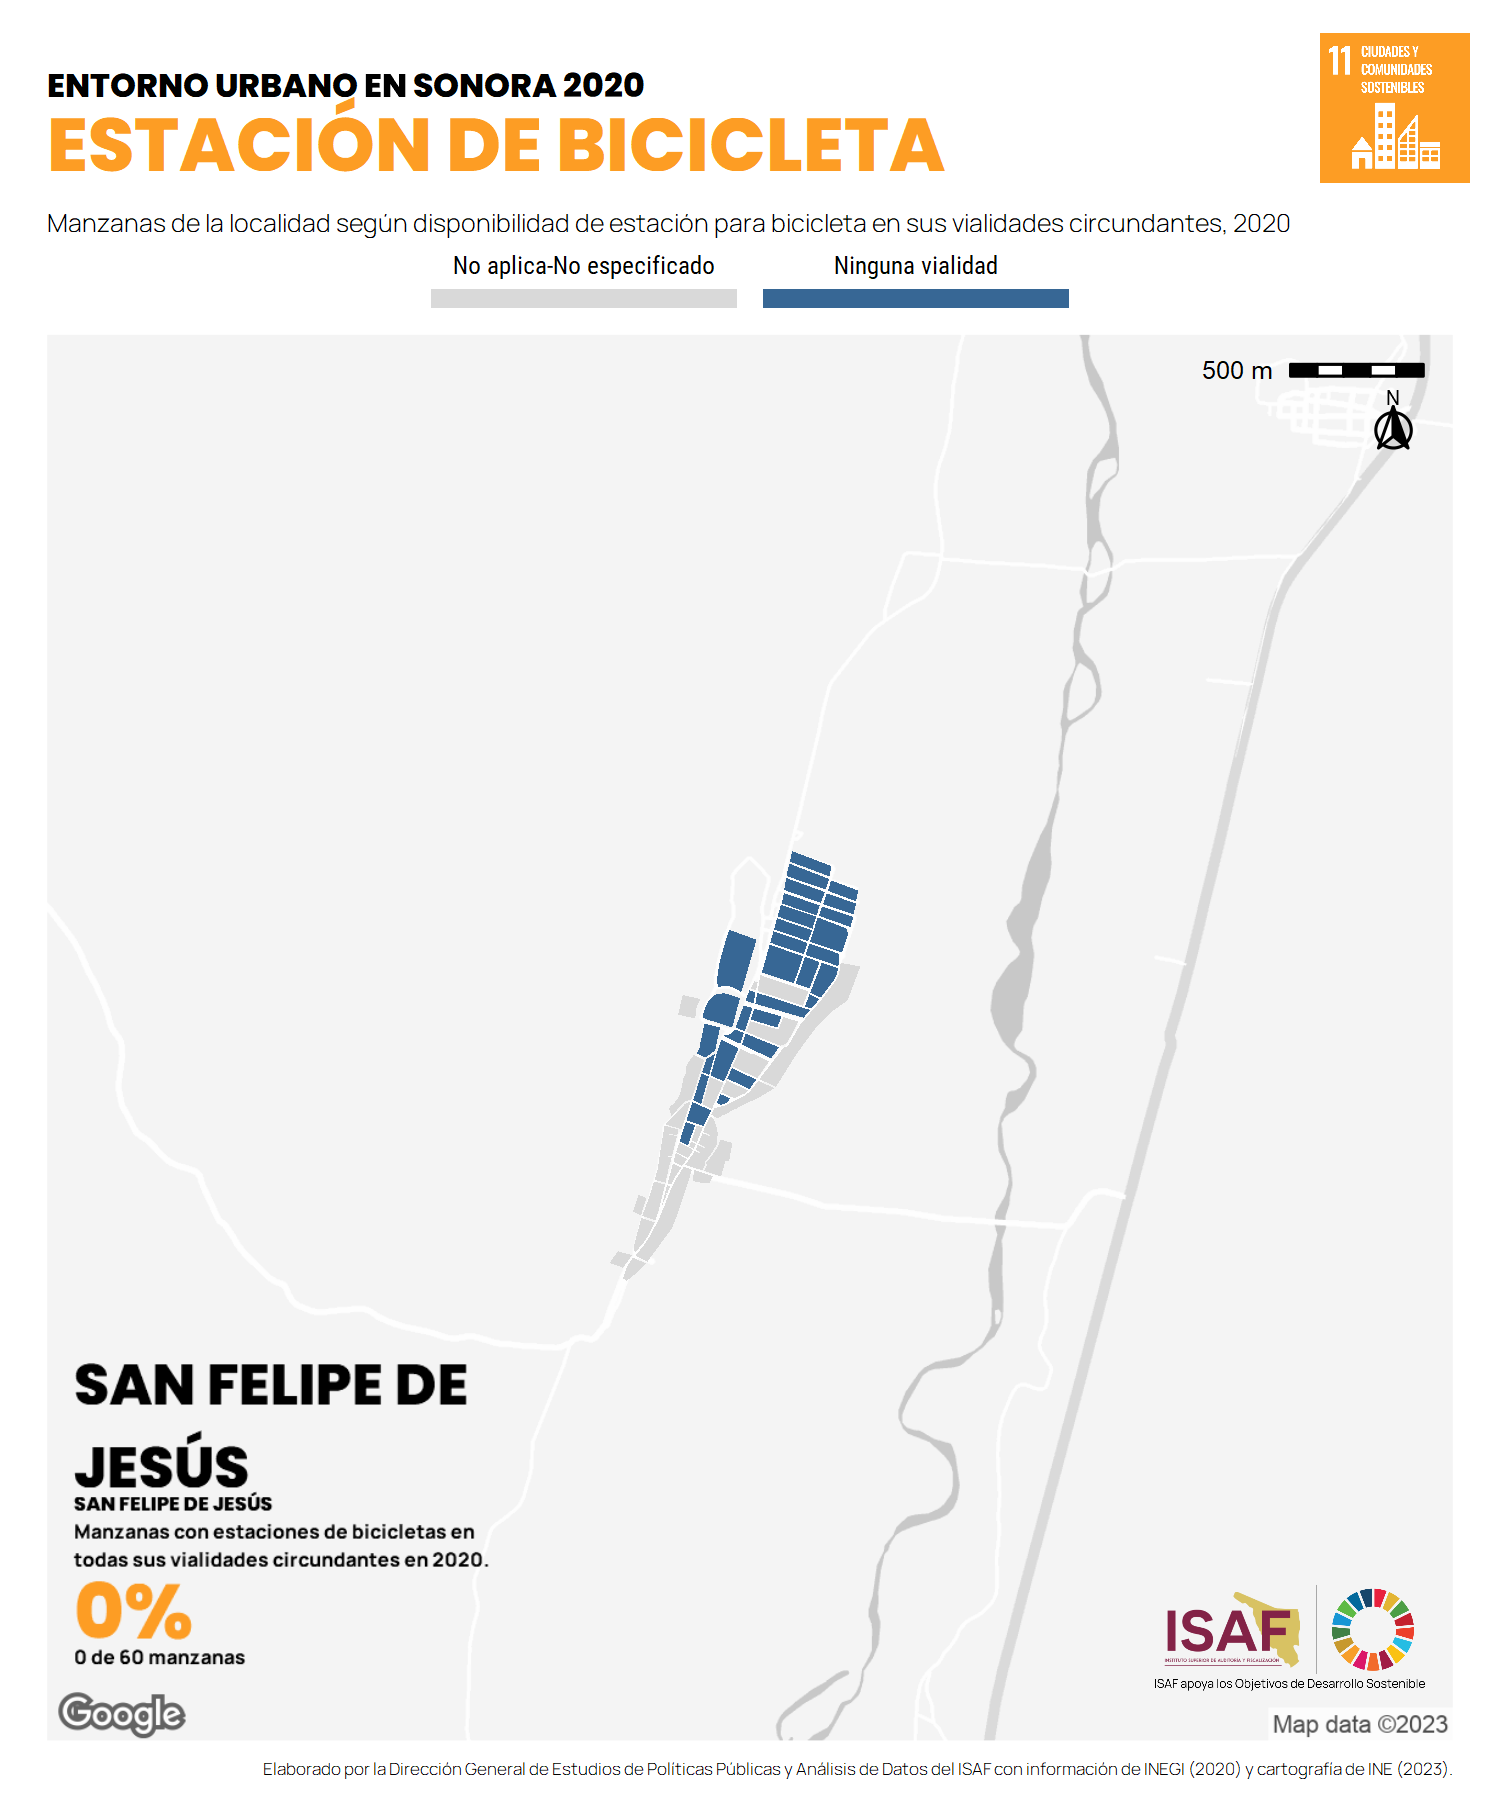 11 CIUDADES Y
COMUNIDADES
SOSTENIBLES
ENTORNO URBANO EN SONORA 2020
ESTACIÓN DE BICICLETA
Manzanas de la localidad según disponibilidad de estación para bicicleta en sus vialidades circundantes, 2020
No aplica-No especificado
Ninguna vialidad
500 m
N
SAN FELIPE DE
JESÚS
SAN FELIPE DE JESÚS
Manzanas con estaciones de bicicletas en
todas sus vialidades circundantes en 2020.
0%
0 de 60 manzanas
ISAF
INSTITUTO SUPERIOR DE AUDITORÍA Y FISCALIZACIÓN
ISAF apoya los Objetivos de Desarrollo Sostenible
Google
Map data ©2023
Elaborado por la Dirección General de Estudios de Políticas Públicas y Análisis de Datos del ISAF con información de INEGI (2020) y cartografía de INE (2023).